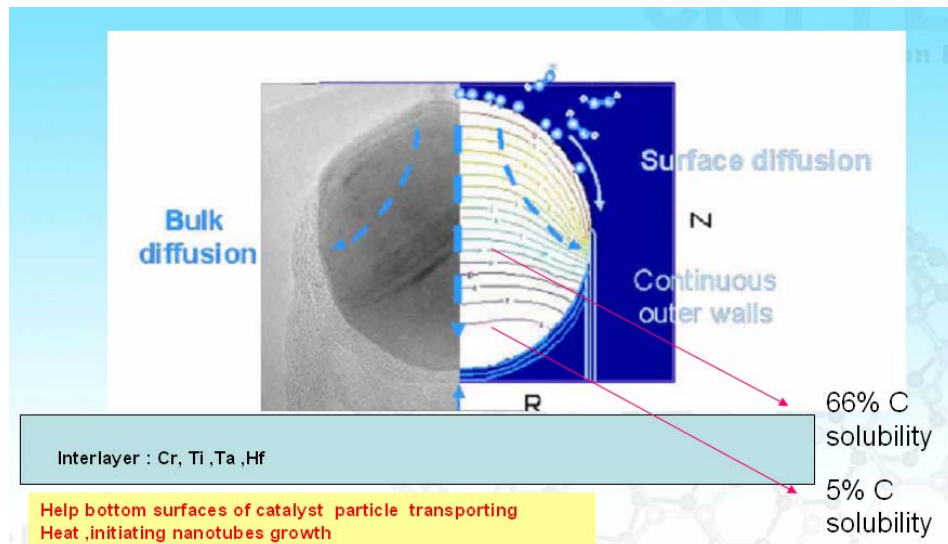 Surface diffusion
Bulk
diffusion
Z
Continuous
outer walls
R
66% C
solubility
Interlayer : Cr, Ti ,Ta ,Hf
5% C
solubility
Help bottom surfaces of catalyst particle transporting
Heat ,initiating nanotubes growth